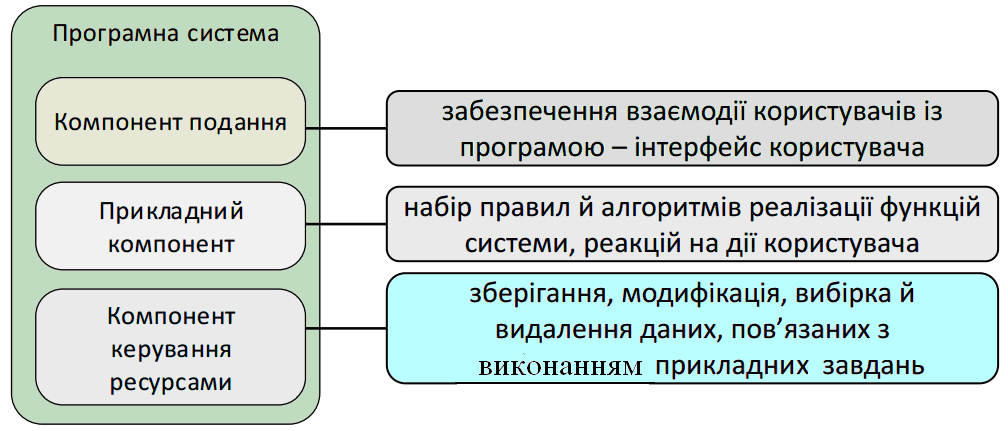 Програмна система
Компонент подання
забезпечення взаємодії користувачів із
програмою – інтерфейс користувача
Прикладний
компонент
набір правил й алгоритмів реалізації функцій
системи, реакцій на дії користувача
Компонент
керування
ресурсами
зберігання, модифікація, вибірка й
видалення даних, пов’язаних з
виконанням прикладних завдань